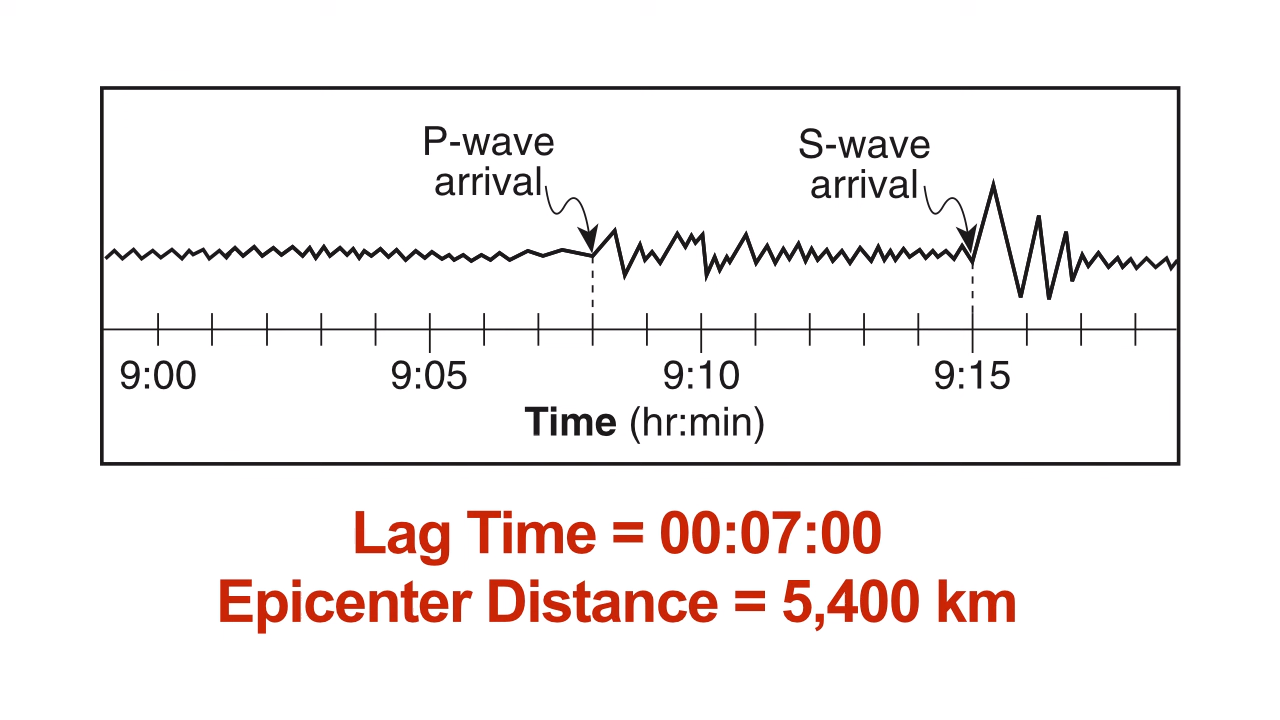 P-wave
arrival
S-wave
arrival
9:00 9:05 9:10 9:15
Time (hr:min)
Lag Time = 00:07:00
Epicenter Distance = 5,400 km